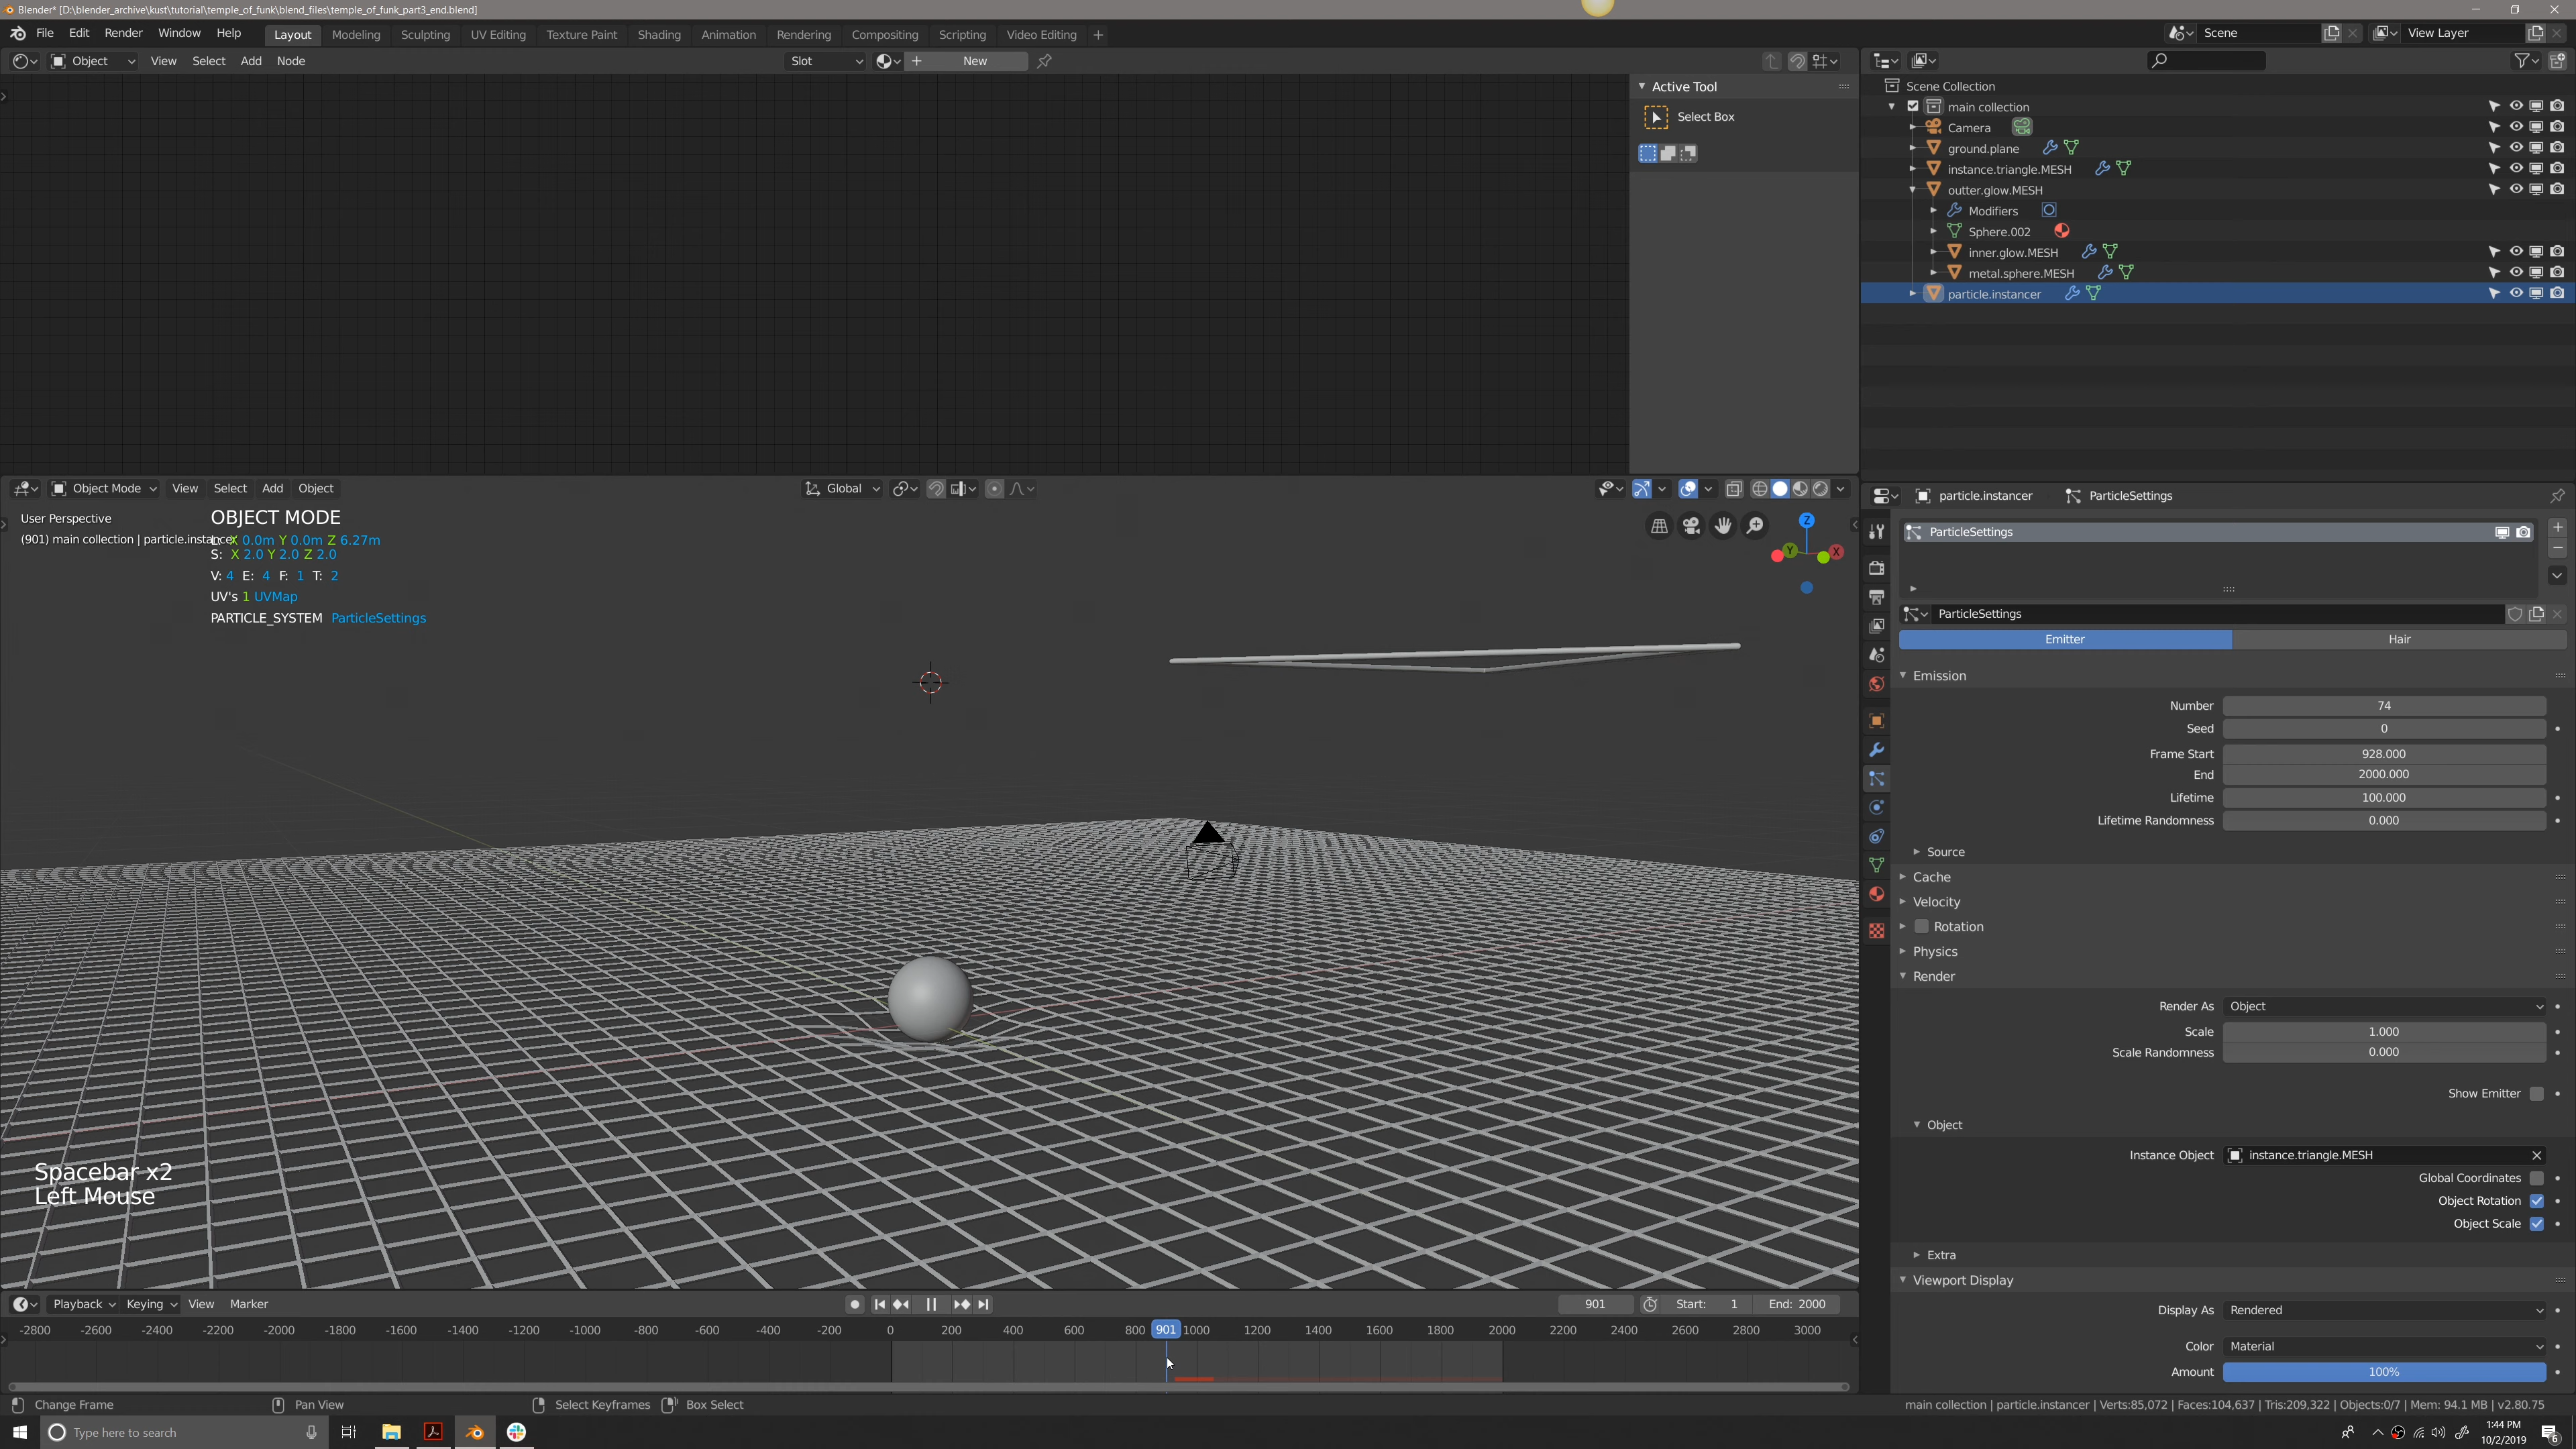 Blender* [D:\blender_archive\kust\tutorial\temple_of_funk\blend_files\temple_of_funk_part3_end.blend]
File Edit Render Window Help Layout Modeling Sculpting UV Editing Texture Paint Shading Animation Rendering Compositing Scripting Video Editing + Scene View Layer
Object View Select Add Node Slot New
Active Tool
Select Box
Scene Collection
main collection
Camera
ground.plane
instance.triangle.MESH
outter.glow.MESH
Modifiers
Sphere.002
inner.glow.MESH
metal.sphere.MESH
particle.instancer
Object Mode View Select Add Object Global
User Perspective
(901) main collection | particle.instancer
OBJECT MODE
X 0.0m Y 0.0m Z 6.27m
S: X 2.0 Y 2.0 Z 2.0
V: 4 E: 4 F: 1 T: 2
UV's 1 UVMap
PARTICLE_SYSTEM ParticleSettings
Z
Y
X
Spacebar x2
Left Mouse
particle.instancer ParticleSettings
ParticleSettings
ParticleSettings
Emitter Hair
Emission
Number 74
Seed 0
Frame Start 928.000
End 2000.000
Lifetime 100.000
Lifetime Randomness 0.000
Source
Cache
Velocity
Rotation
Physics
Render
Render As Object
Scale 1.000
Scale Randomness 0.000
Show Emitter
Object
Instance Object instance.triangle.MESH
Global Coordinates
Object Rotation
Object Scale
Extra
Viewport Display
Display As Rendered
Color Material
Amount 100%
Playback Keying View Marker 901 Start: 1 End: 2000
-2800 -2600 -2400 -2200 -2000 -1800 -1600 -1400 -1200 -1000 -800 -600 -400 -200 0 200 400 600 800 901 1000 1200 1400 1600 1800 2000 2200 2400 2600 2800 3000
Change Frame Pan View Select Keyframes Box Select
main collection | particle.instancer | Verts:85,072 | Faces:104,637 | Tris:209,322 | Objects:0/7 | Mem: 94.1 MB | v2.80.75
Type here to search
1:44 PM
10/2/2019
6